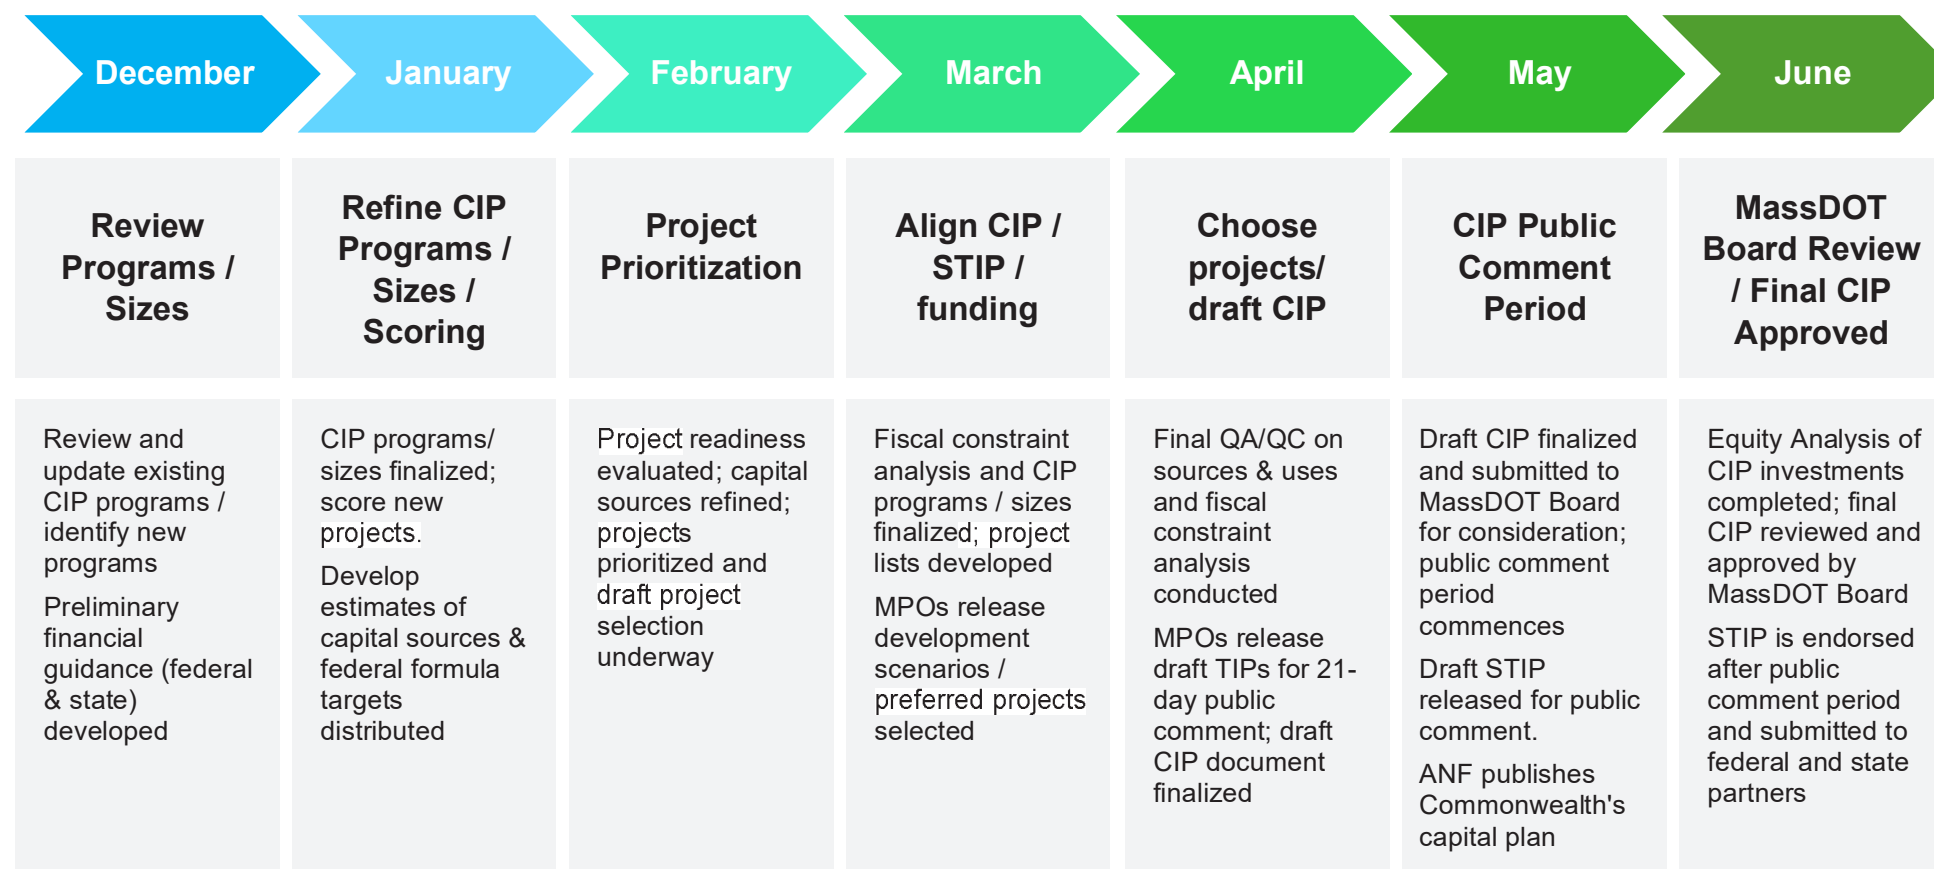 December
January
February
March
April
May
June
Review
Programs /
Sizes
Refine CIP
Programs /
Sizes /
Scoring
Project
Prioritization
Align CIP /
STIP /
funding
Choose
projects/
draft CIP
CIP Public
Comment
Period
MassDOT
Board Review
/ Final CIP
Approved
Review and
update existing
CIP programs /
identify new
programs
Preliminary
financial
guidance (federal
& state)
developed
CIP programs/
sizes finalized;
score new
projects.
Develop
estimates of
capital sources &
federal formula
targets
distributed
Project readiness
evaluated; capital
sources refined;
projects
prioritized and
draft project
selection
underway
Fiscal constraint
analysis and CIP
programs / sizes
finalized; project
lists developed
MPOs release
development
scenarios /
preferred projects
selected
Final QA/QC on
sources & uses
and fiscal
constraint
analysis
conducted
MPOs release
draft TIPs for 21-
day public
comment; draft
CIP document
finalized
Draft CIP finalized
and submitted to
MassDOT Board
for consideration;
public comment
period
commences
Draft STIP
released for public
comment.
ANF publishes
Commonwealth's
capital plan
Equity Analysis of
CIP investments
completed; final
CIP reviewed and
approved by
MassDOT Board
STIP is endorsed
after public
comment period
and submitted to
federal and state
partners